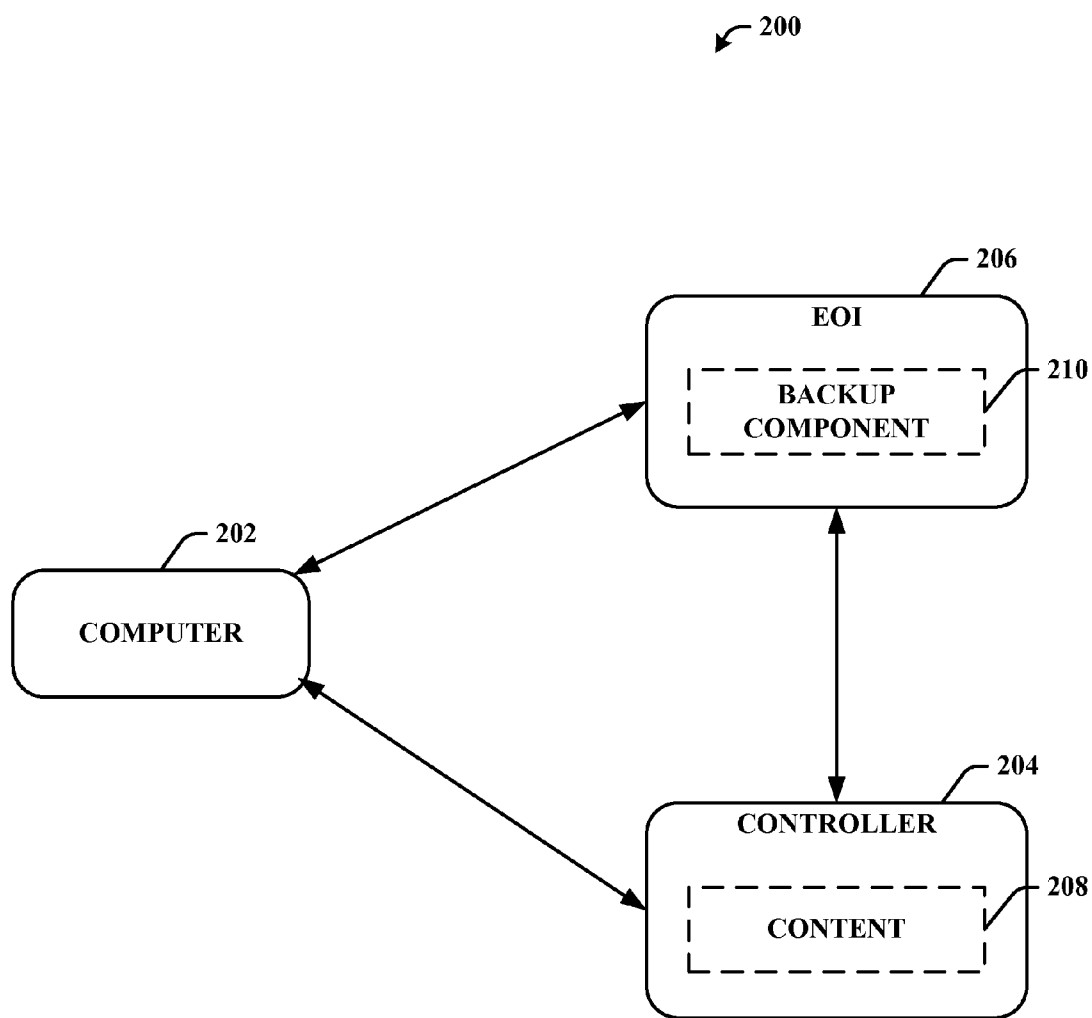 200
206
EOI
210
BACKUP
COMPONENT
202
COMPUTER
204
CONTROLLER
208
CONTENT